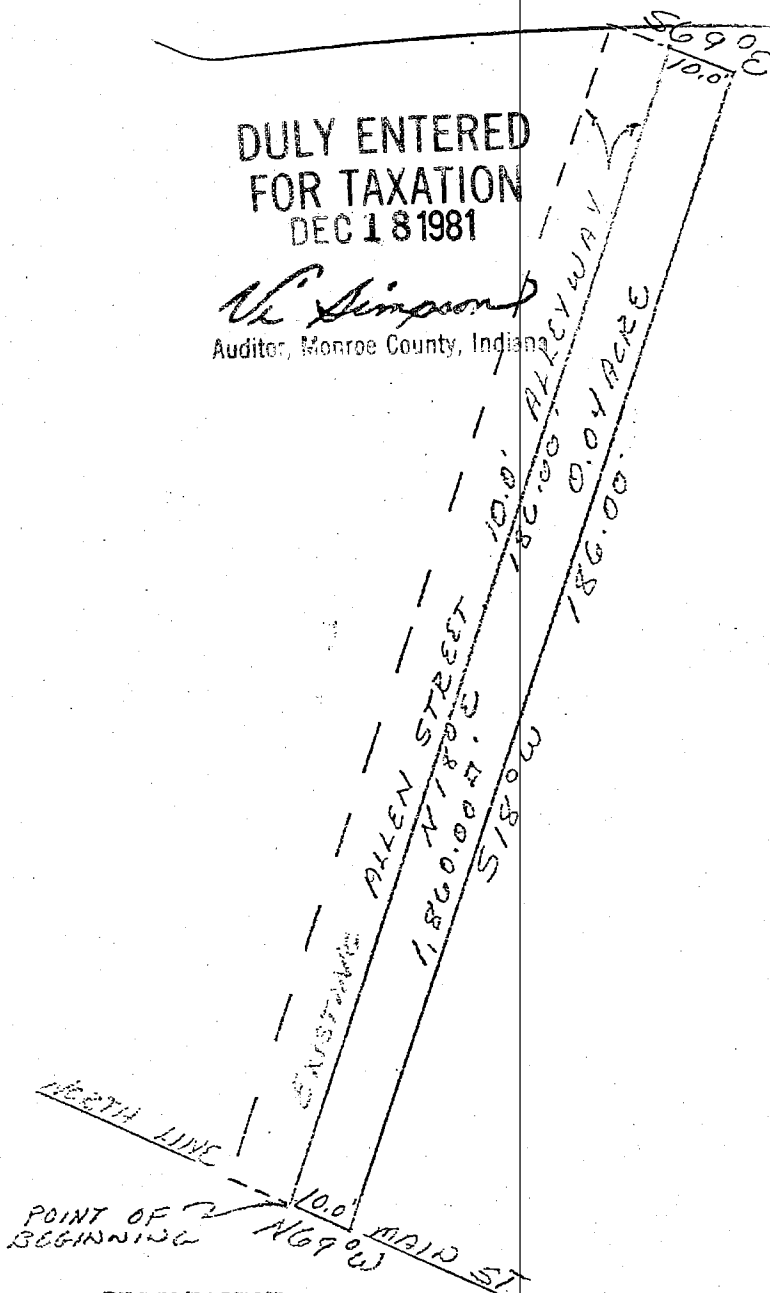 S69°E
10.0'
DULY ENTERED
FOR TAXATION
DEC 18 1981
Vi Simpson
Auditor, Monroe County, Indiana
10.0' ALLEYWAY
186.00'
0.04 ACRE
186.00'
EXISTING ALLEN STREET
N18°E
1,860.00 □'
S18°W
NORTH LINE
POINT OF
BEGINNING
10.0'
N69°W
MAIN ST.